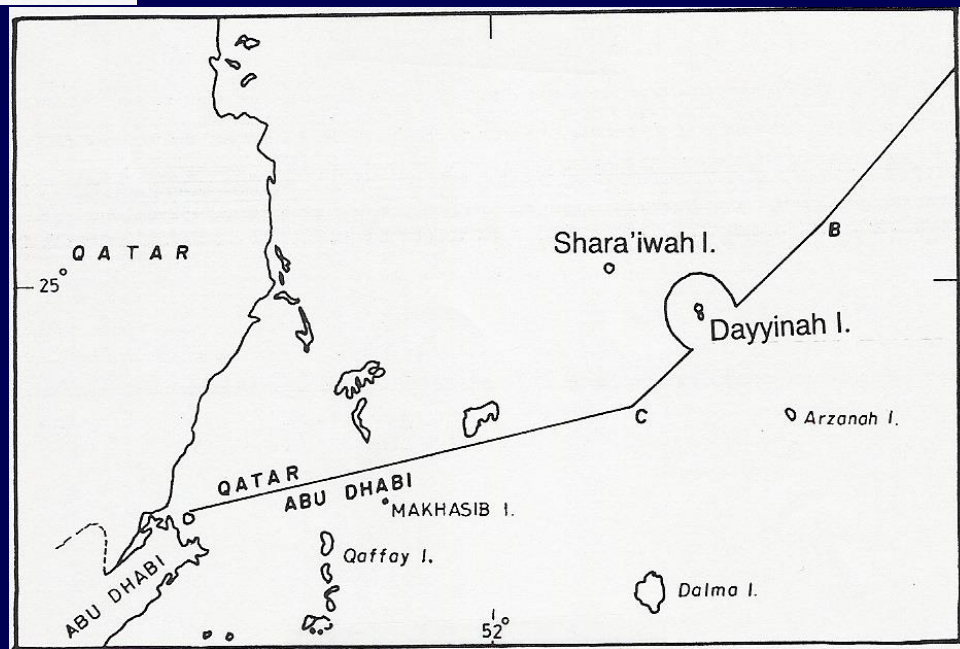 Shara'iwah I.
B
QATAR
25°
Dayyinah I.
C
Arzanah I.
QATAR
ABU DHABI
MAKHASIB I.
Qaffay I.
ABU DHABI
Dalma I.
52°